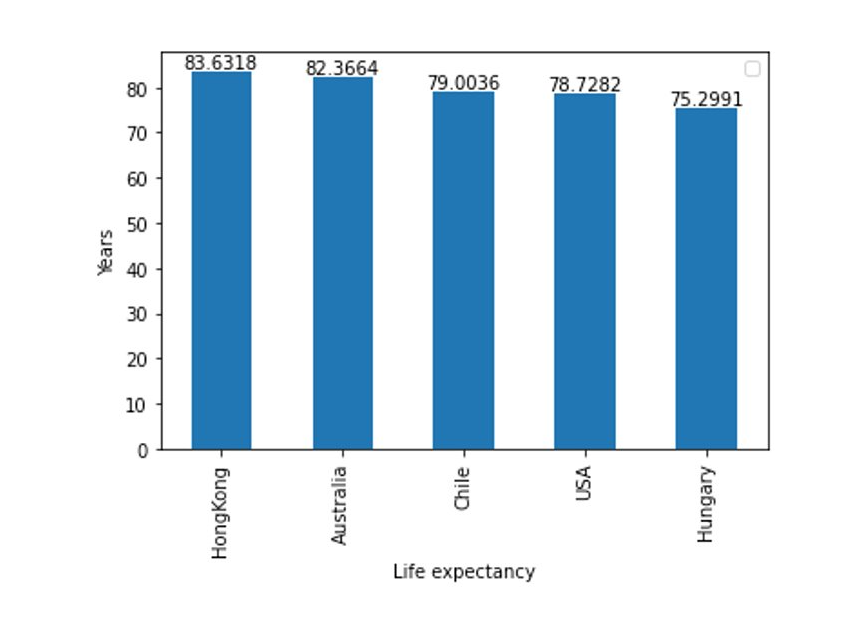 83.6318
82.3664
79.0036
78.7282
75.2991
80
70
60
50
40
30
20
10
0
Years
HongKong
Australia
Chile
USA
Hungary
Life expectancy